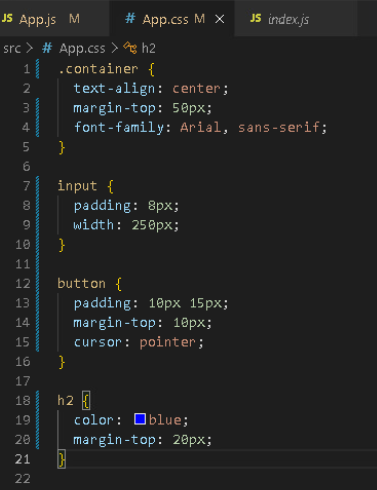 JS App.js M # App.css M × JS index.js
src > # App.css > h2
1 .container {
2 text-align: center;
3 margin-top: 50px;
4 font-family: Arial, sans-serif;
5 }
6
7 input {
8 padding: 8px;
9 width: 250px;
10 }
11
12 button {
13 padding: 10px 15px;
14 margin-top: 10px;
15 cursor: pointer;
16 }
17
18 h2 {
19 color: blue;
20 margin-top: 20px;
21 }
22